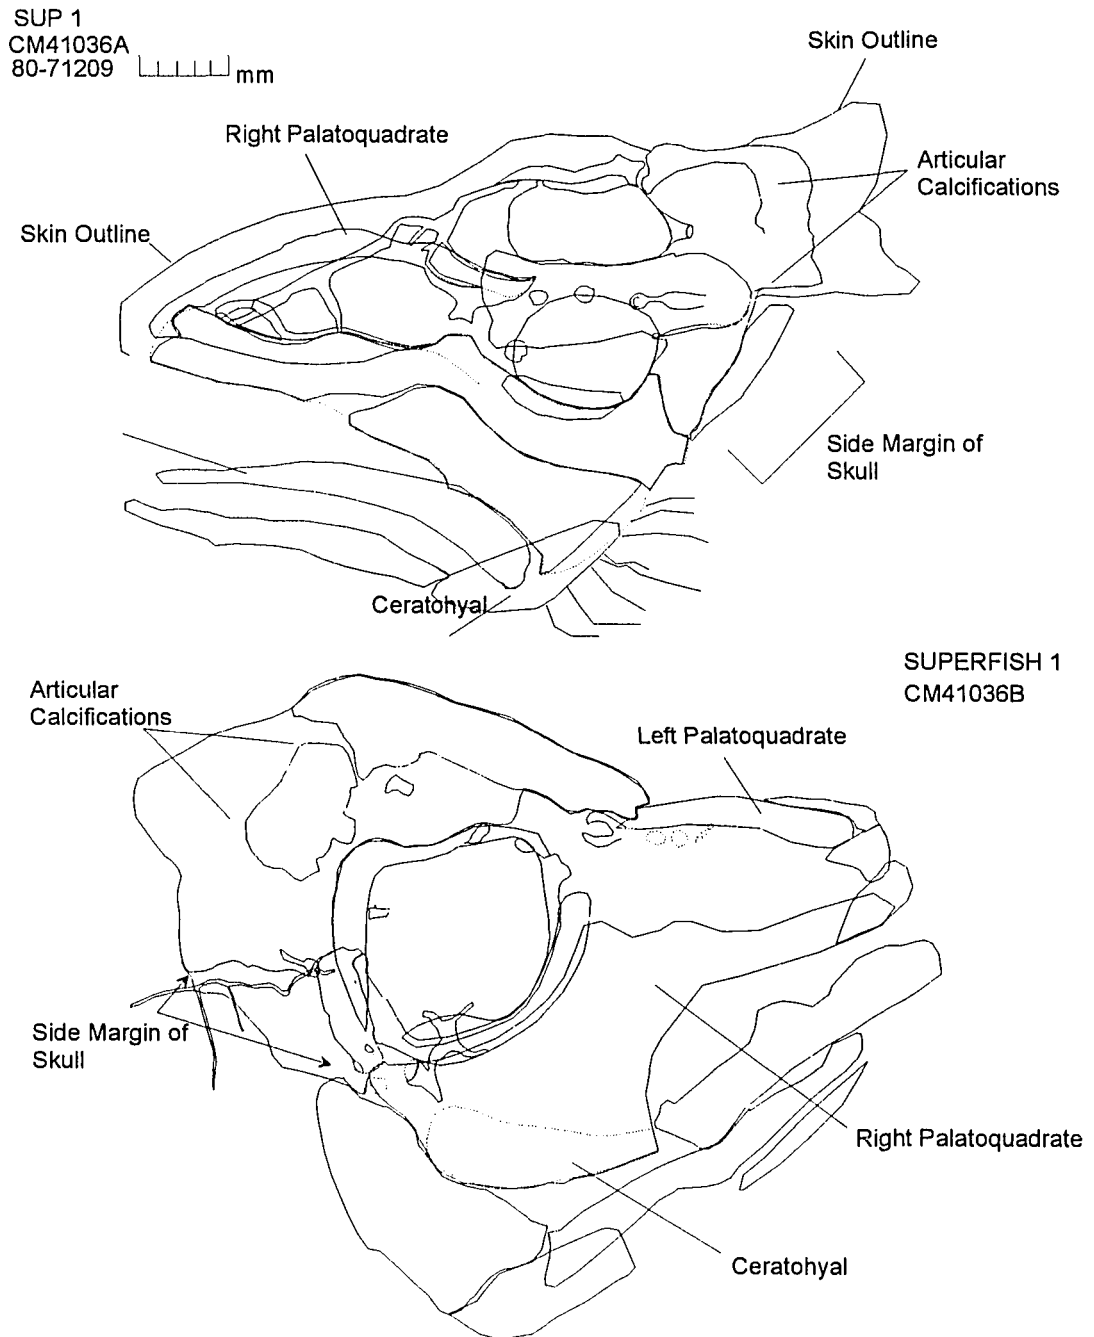 SUP 1
CM41036A
80-71209
mm
Skin Outline
Right Palatoquadrate
Articular
Calcifications
Skin Outline
Side Margin of
Skull
Ceratohyal
SUPERFISH 1
CM41036B
Articular
Calcifications
Left Palatoquadrate
Side Margin of
Skull
Right Palatoquadrate
Ceratohyal